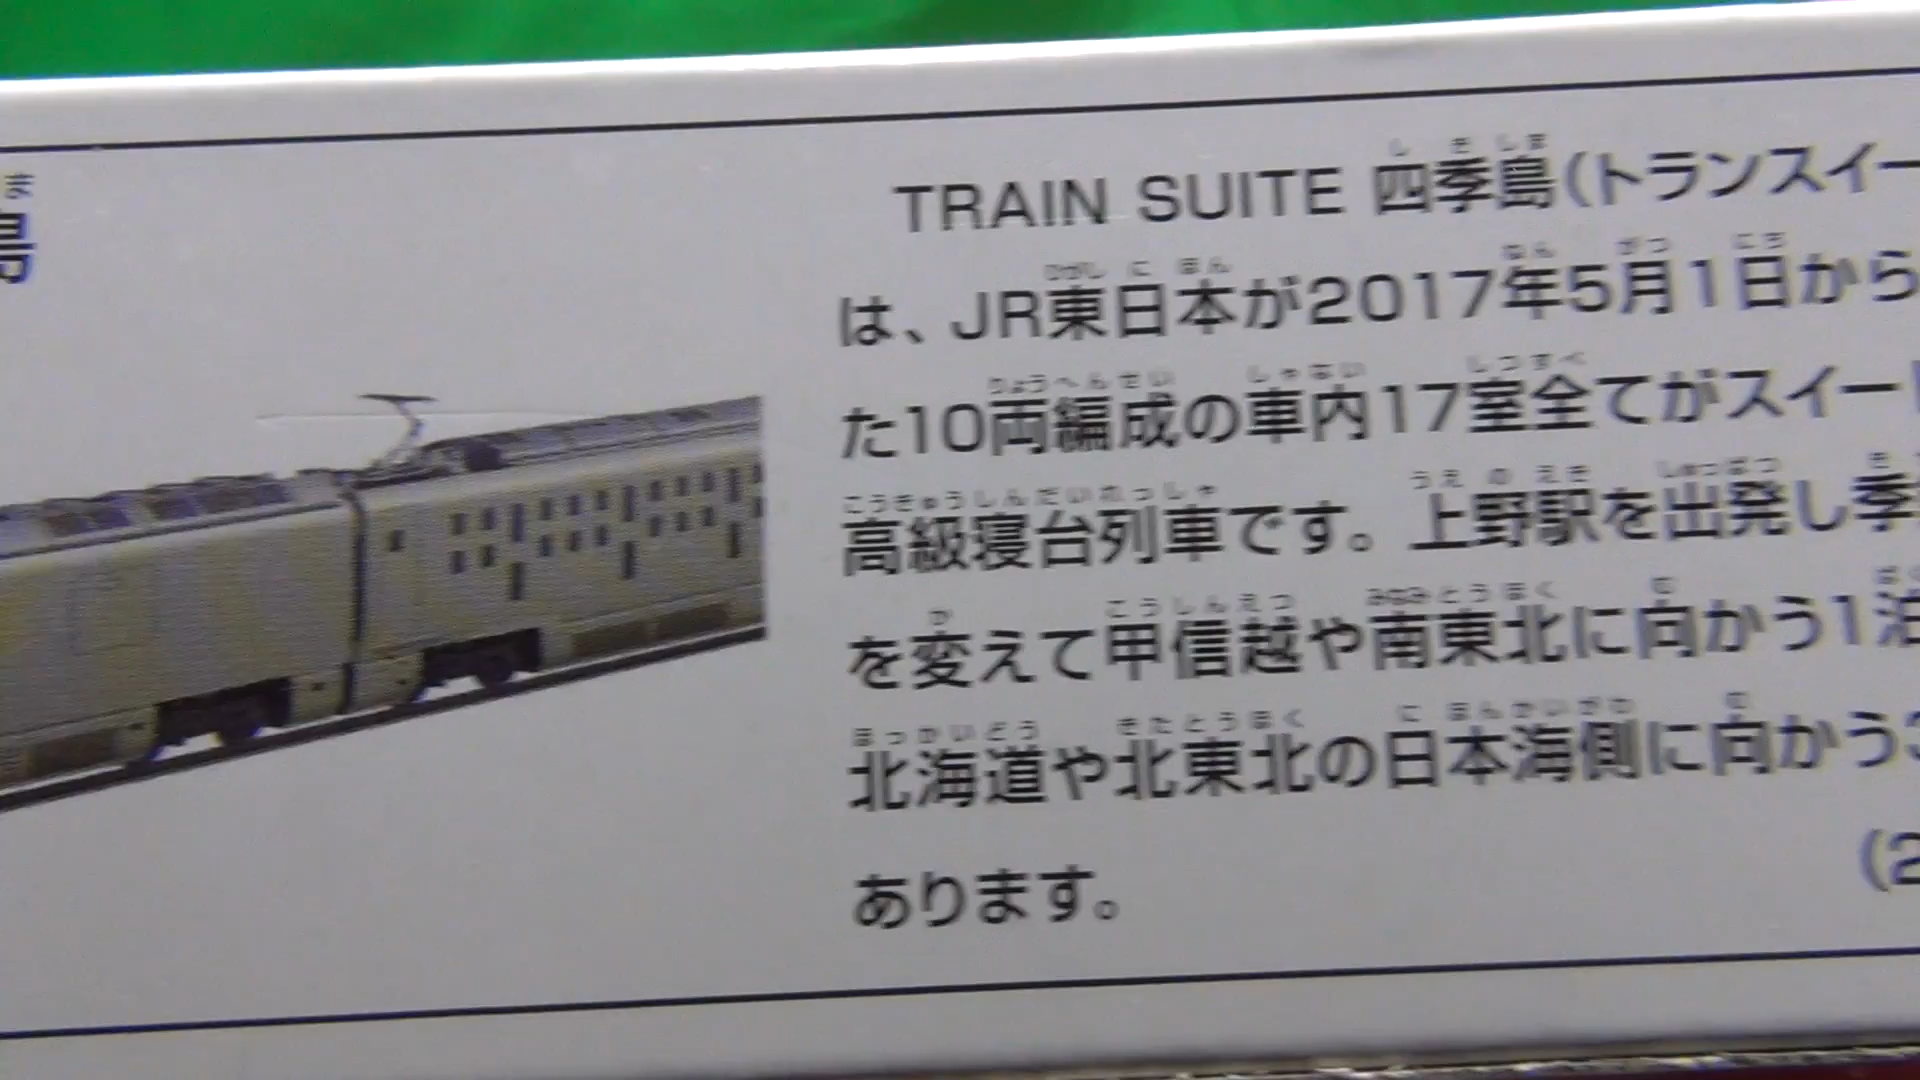 島
TRAIN SUITE 四季島(トランスイー
は、JR東日本が2017年5月1日から
た10両編成の車内17室全てがスイー
高級寝台列車です。上野駅を出発し季
を変えて甲信越や南東北に向かう1泊
北海道や北東北の日本海側に向かう3
あります。
(2